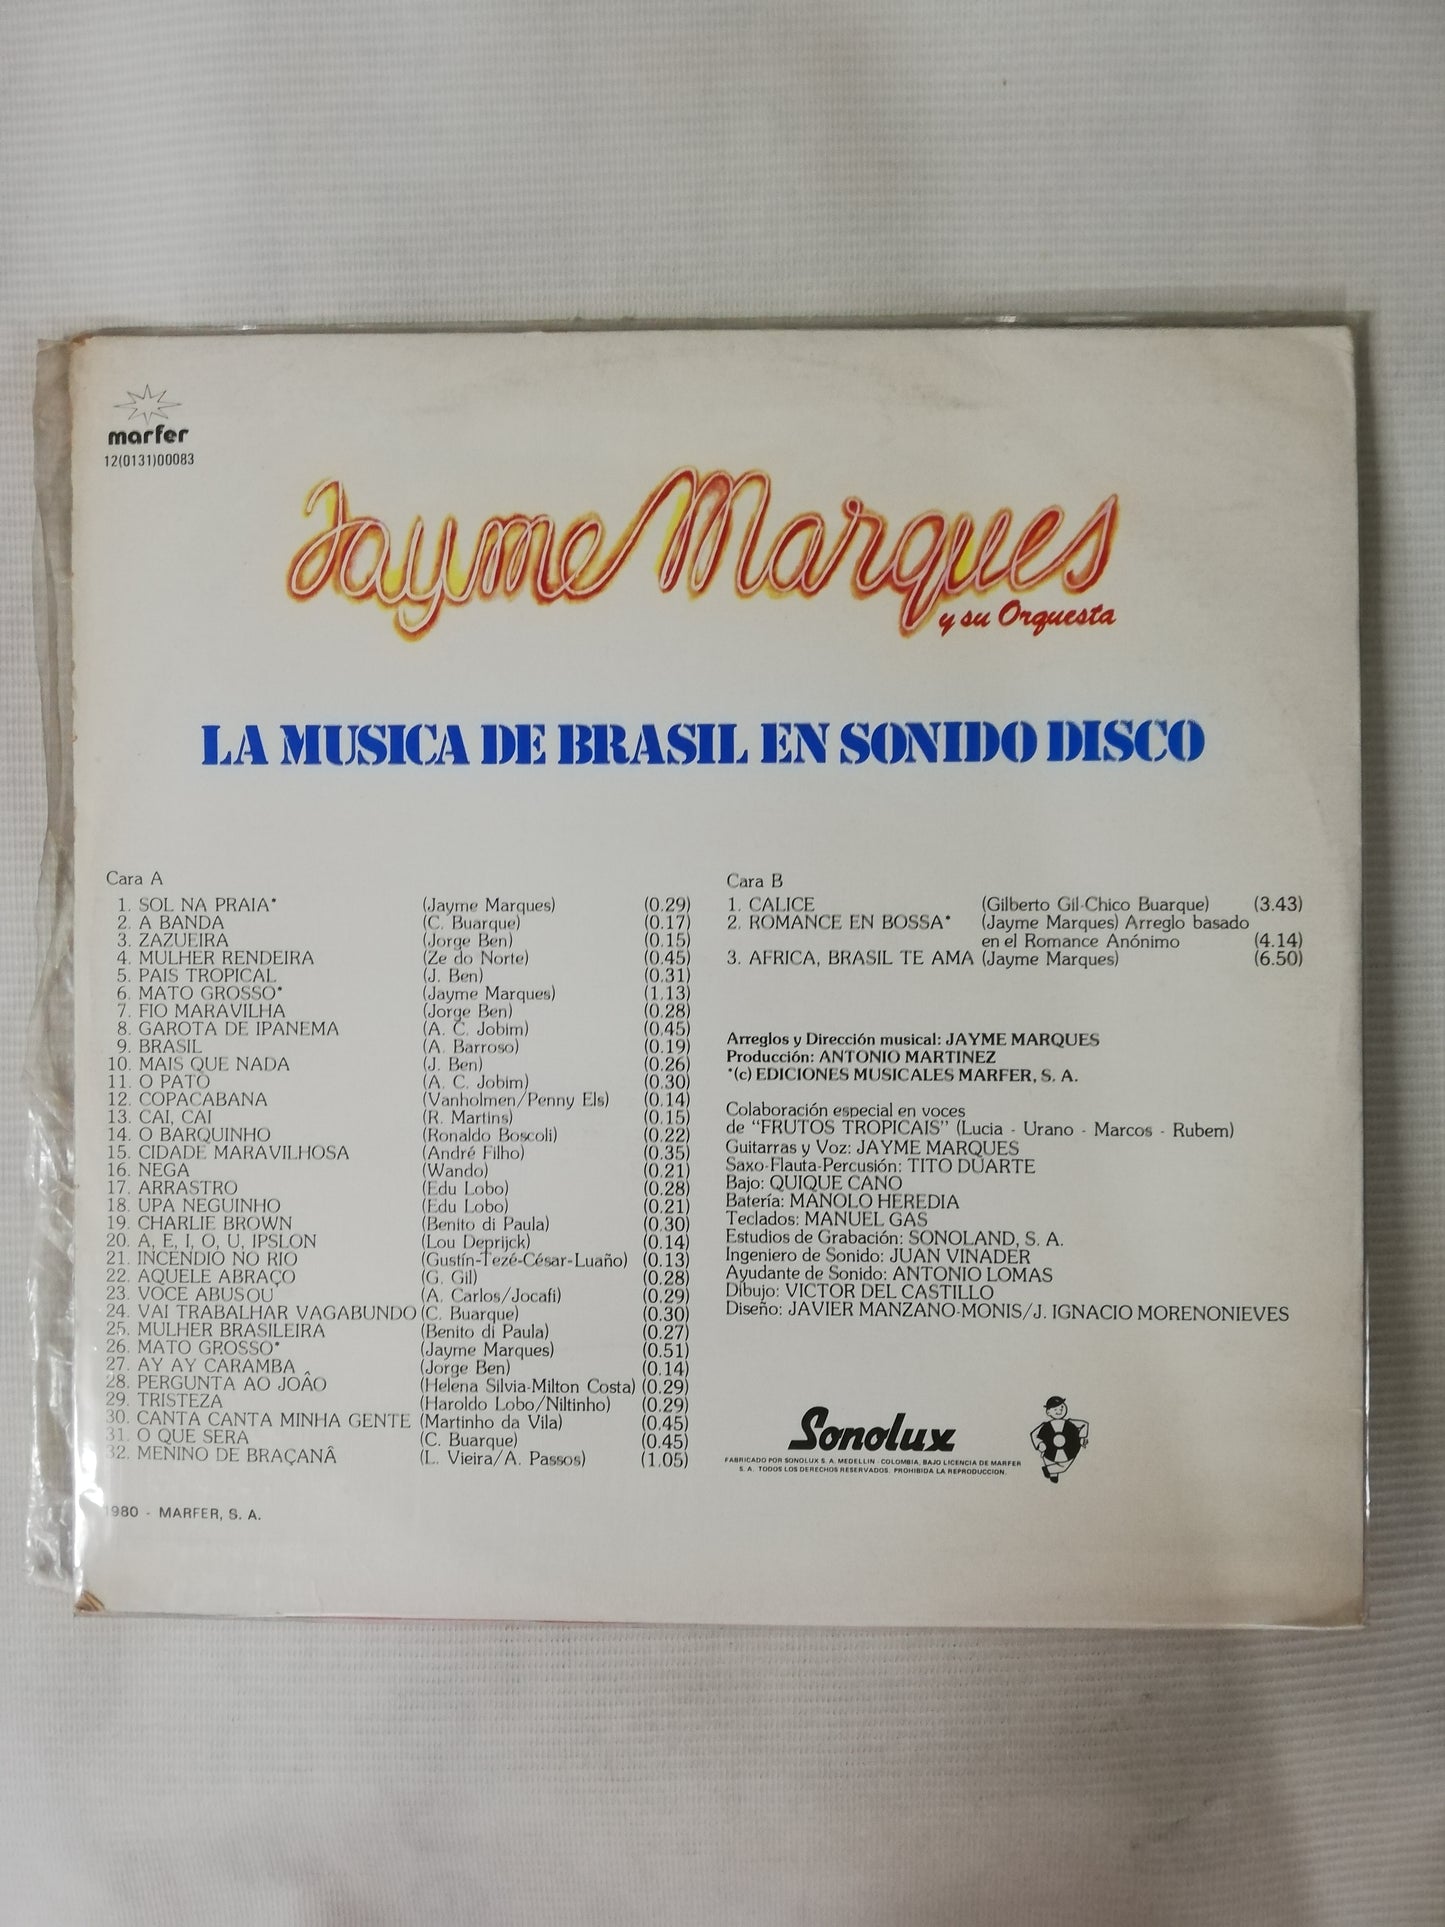 marfer
12(0131)00083
Jayme Marques
y su Orquesta
LA MUSICA DE BRASIL EN SONIDO DISCO
Cara A
1. SOL NA PRAIA* (Jayme Marques) (0.29)
2. A BANDA (C. Buarque) (0.17)
3. ZAZUEIRA (Jorge Ben) (0.15)
4. MULHER RENDEIRA (Ze do Norte) (0.45)
5. PAIS TROPICAL (J. Ben) (0.31)
6. MATO GROSSO* (Jayme Marques) (1.13)
7. FIO MARAVILHA (Jorge Ben) (0.28)
8. GAROTA DE IPANEMA (A. C. Jobim) (0.45)
9. BRASIL (A. Barroso) (0.19)
10. MAIS QUE NADA (J. Ben) (0.26)
11. O PATO (A. C. Jobim) (0.30)
12. COPACABANA (Vanholmen/Penny Els) (0.14)
13. CAI, CAI (R. Martins) (0.15)
14. O BARQUINHO (Ronaldo Boscoli) (0.22)
15. CIDADE MARAVILHOSA (André Filho) (0.35)
16. NEGA (Wando) (0.21)
17. ARRASTRO (Edu Lobo) (0.28)
18. UPA NEGUINHO (Edu Lobo) (0.21)
19. CHARLIE BROWN (Benito di Paula) (0.30)
20. A, E, I, O, U, IPSLON (Lou Deprijck) (0.14)
21. INCENDIO NO RIO (Gustín-Tezé-César-Luaño) (0.13)
22. AQUELE ABRAÇO (G. Gil) (0.28)
23. VOCE ABUSOU (A. Carlos/Jocafi) (0.29)
24. VAI TRABALHAR VAGABUNDO (C. Buarque) (0.30)
25. MULHER BRASILEIRA (Benito di Paula) (0.27)
26. MATO GROSSO* (Jayme Marques) (0.51)
27. AY AY CARAMBA (Jorge Ben) (0.14)
28. PERGUNTA AO JOÂO (Helena Silvia-Milton Costa) (0.29)
29. TRISTEZA (Haroldo Lobo/Niltinho) (0.29)
30. CANTA CANTA MINHA GENTE (Martinho da Vila) (0.45)
31. O QUE SERA (C. Buarque) (0.45)
32. MENINO DE BRAÇANÂ (L. Vieira/A. Passos) (1.05)
1980 - MARFER, S. A.
Cara B
1. CALICE (Gilberto Gil-Chico Buarque) (3.43)
2. ROMANCE EN BOSSA* (Jayme Marques) Arreglo basado
en el Romance Anónimo (4.14)
3. AFRICA, BRASIL TE AMA (Jayme Marques) (6.50)
Arreglos y Dirección musical: JAYME MARQUES
Producción: ANTONIO MARTINEZ
*(c) EDICIONES MUSICALES MARFER, S. A.
Colaboración especial en voces
de "FRUTOS TROPICAIS" (Lucia - Urano - Marcos - Rubem)
Guitarras y Voz: JAYME MARQUES
Saxo-Flauta-Percusión: TITO DUARTE
Bajo: QUIQUE CANO
Batería: MANOLO HEREDIA
Teclados: MANUEL GAS
Estudios de Grabación: SONOLAND, S. A.
Ingeniero de Sonido: JUAN VINADER
Ayudante de Sonido: ANTONIO LOMAS
Dibujo: VICTOR DEL CASTILLO
Diseño: JAVIER MANZANO-MONIS/J. IGNACIO MORENONIEVES
Sonolux
FABRICADO POR SONOLUX S. A. MEDELLIN - COLOMBIA, BAJO LICENCIA DE MARFER
S. A. TODOS LOS DERECHOS RESERVADOS. PROHIBIDA LA REPRODUCCION.